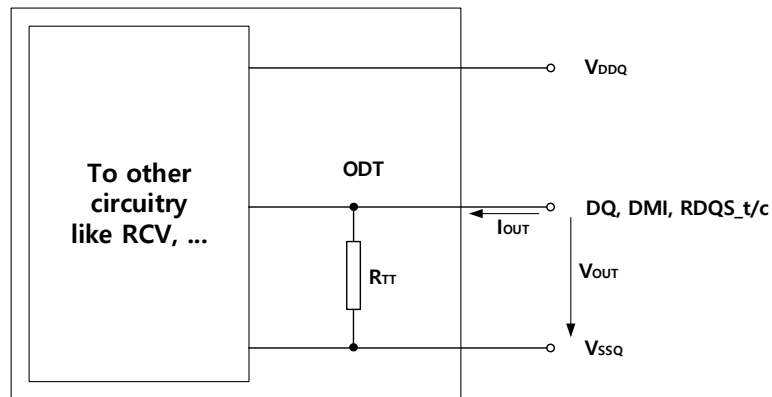 VDDQ
To other
circuitry
like RCV, ...
ODT
DQ, DMI, RDQS_t/c
IOUT
VOUT
RTT
VSSQ